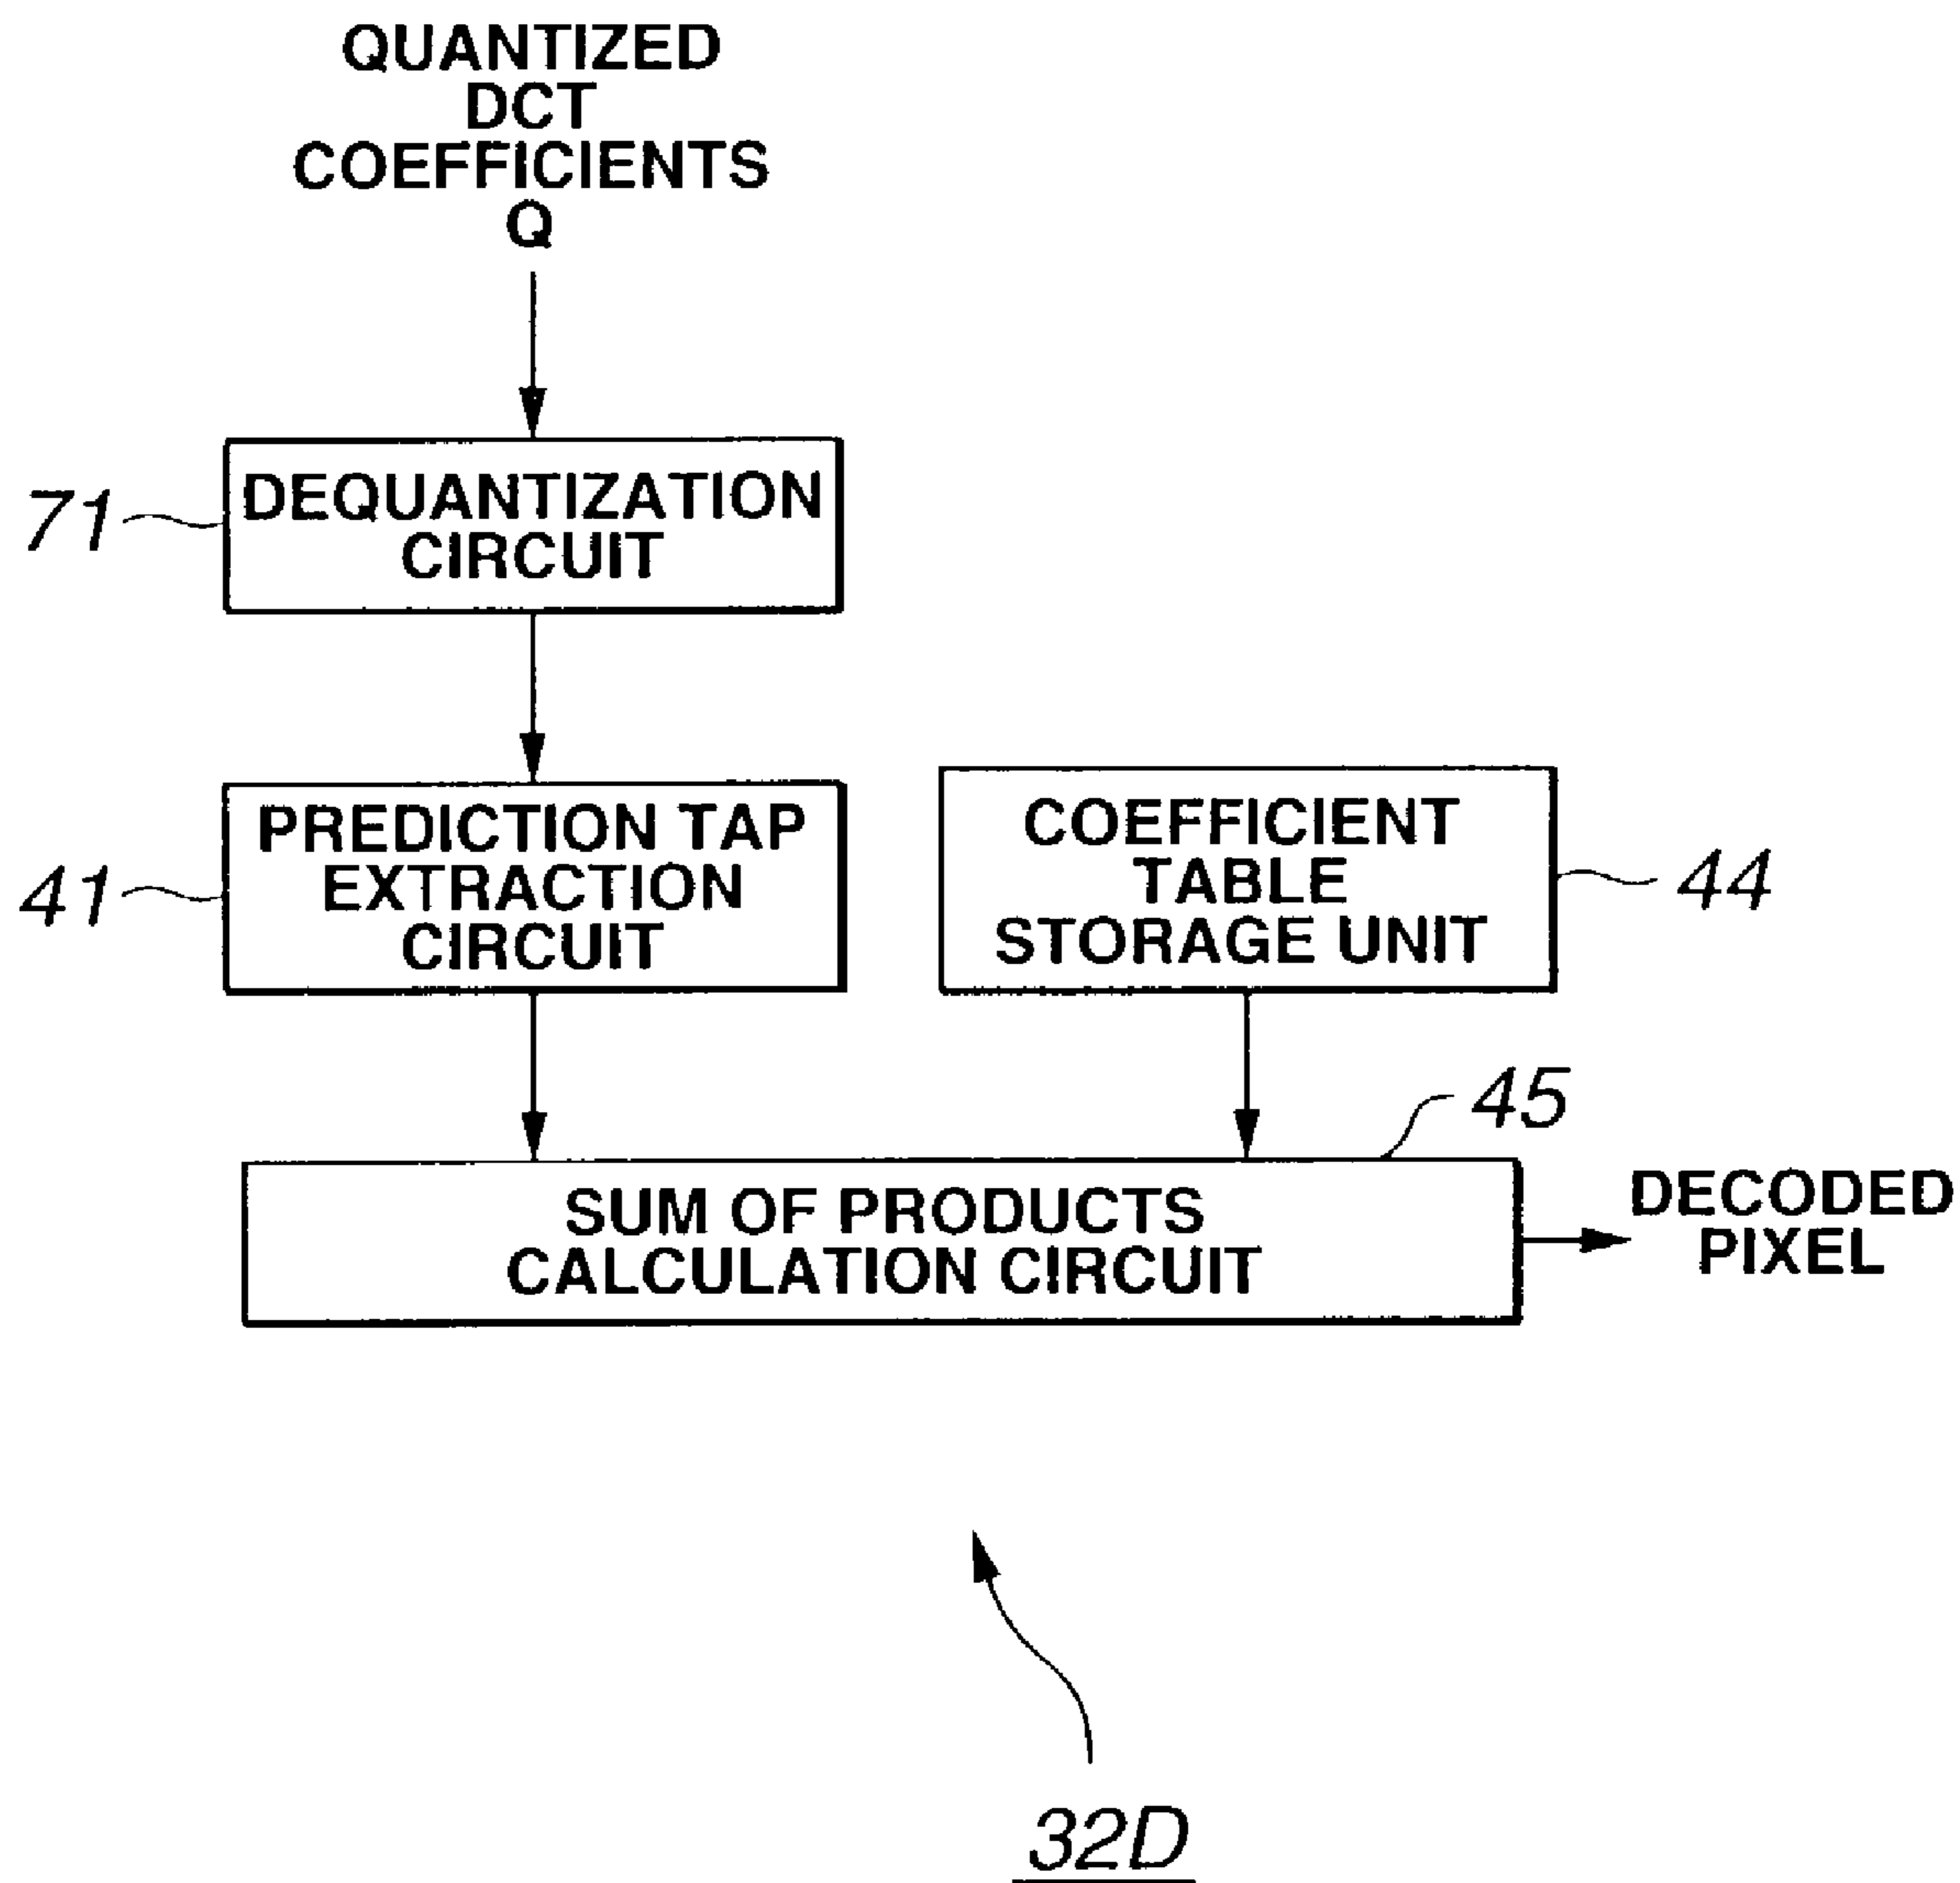 QUANTIZED
DCT
COEFFICIENTS
Q
71
DEQUANTIZATION
CIRCUIT
41
PREDICTION TAP
EXTRACTION
CIRCUIT
COEFFICIENT
TABLE
STORAGE UNIT
44
45
SUM OF PRODUCTS
CALCULATION CIRCUIT
DECODED
PIXEL
32D